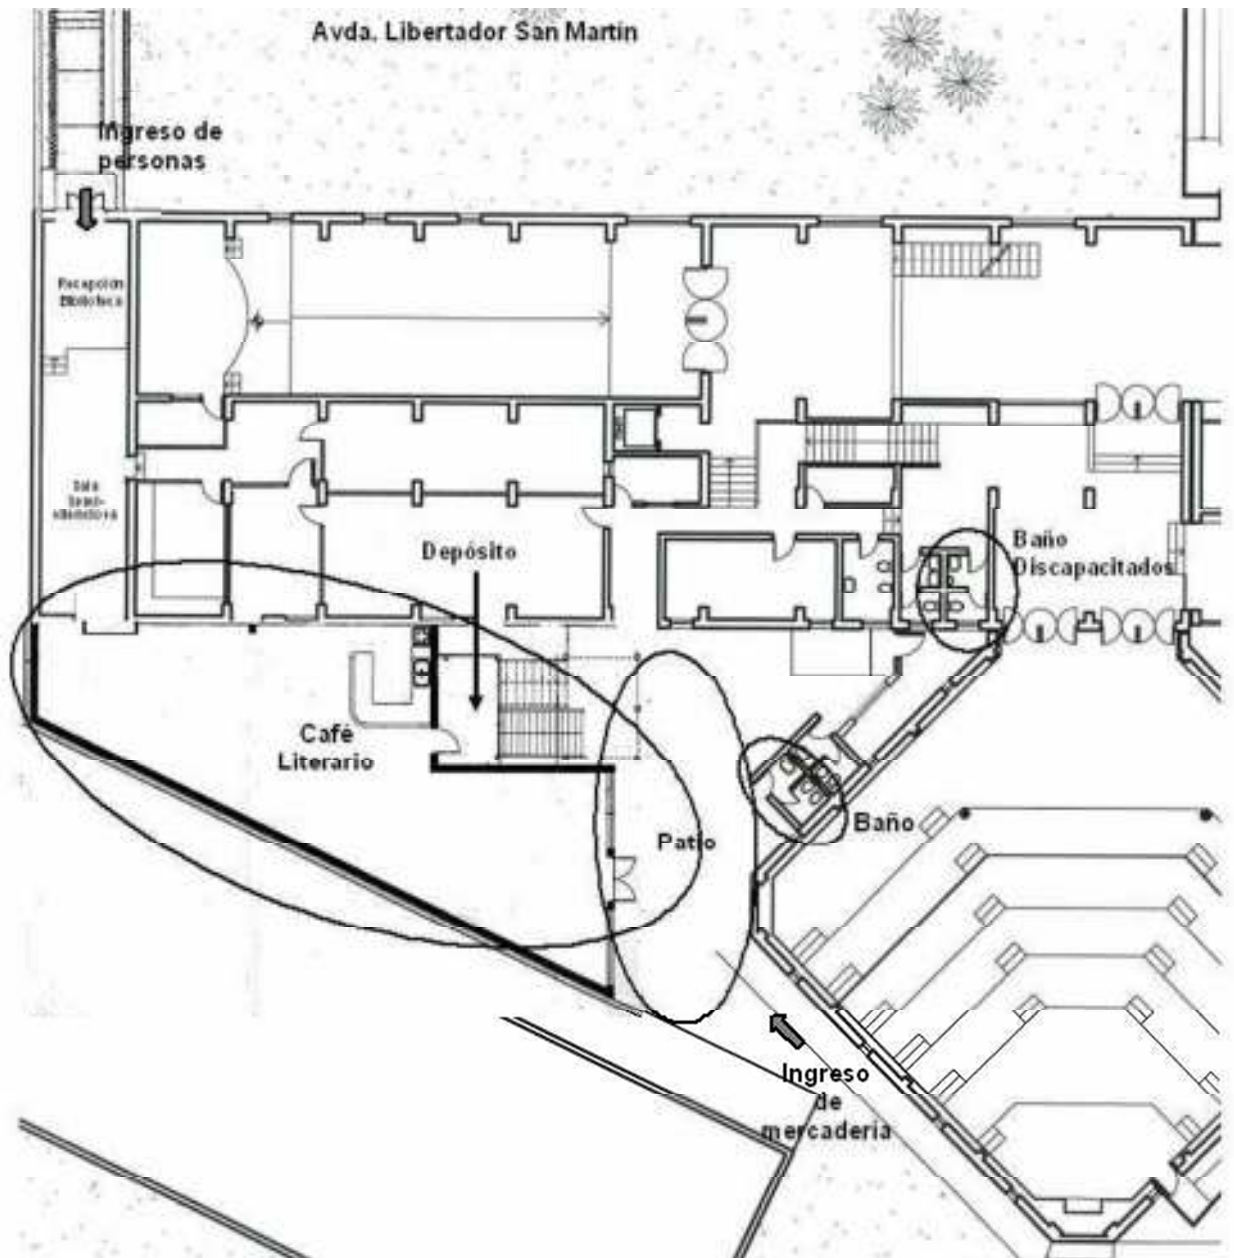 Avda. Libertador San Martín
Ingreso de
personas
Recepción
Biblioteca
Sala
Depósito
Baño
Discapacitados
Café
Literario
Patio
Baño
Ingreso
de
mercadería